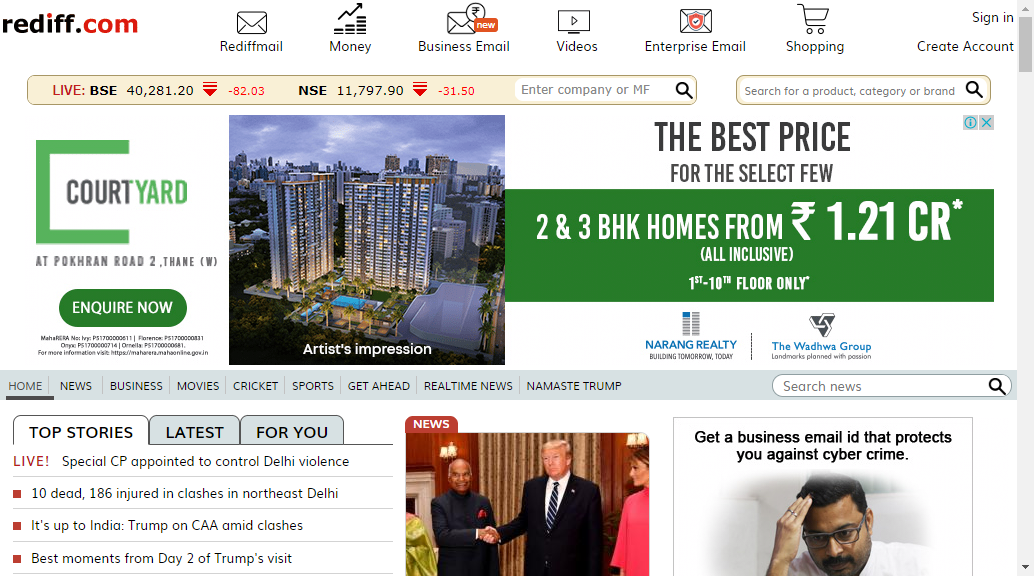 rediff.com
Rediffmail
Money
₹
new
Business Email
Videos
Enterprise Email
Shopping
Sign in
Create Account
LIVE: BSE 40,281.20 -82.03 NSE 11,797.90 -31.50
Enter company or MF
Search for a product, category or brand
COURTYARD
AT POKHRAN ROAD 2, THANE (W)
ENQUIRE NOW
MahaRERA No: Ivy: P51700000611 | Florence: P51700000831
Onyx: P51700000714 | Ornella: P51700000681.
For more information visit: https://maharera.mahaonline.gov.in
Artist's impression
THE BEST PRICE
FOR THE SELECT FEW
2 & 3 BHK HOMES FROM ₹ 1.21 CR*
(ALL INCLUSIVE)
1ST-10TH FLOOR ONLY*
NARANG REALTY
BUILDING TOMORROW, TODAY
The Wadhwa Group
Landmarks planned with passion
HOME NEWS BUSINESS MOVIES CRICKET SPORTS GET AHEAD REALTIME NEWS NAMASTE TRUMP
Search news
TOP STORIES LATEST FOR YOU
LIVE! Special CP appointed to control Delhi violence
10 dead, 186 injured in clashes in northeast Delhi
It's up to India: Trump on CAA amid clashes
Best moments from Day 2 of Trump's visit
NEWS
Get a business email id that protects
you against cyber crime.